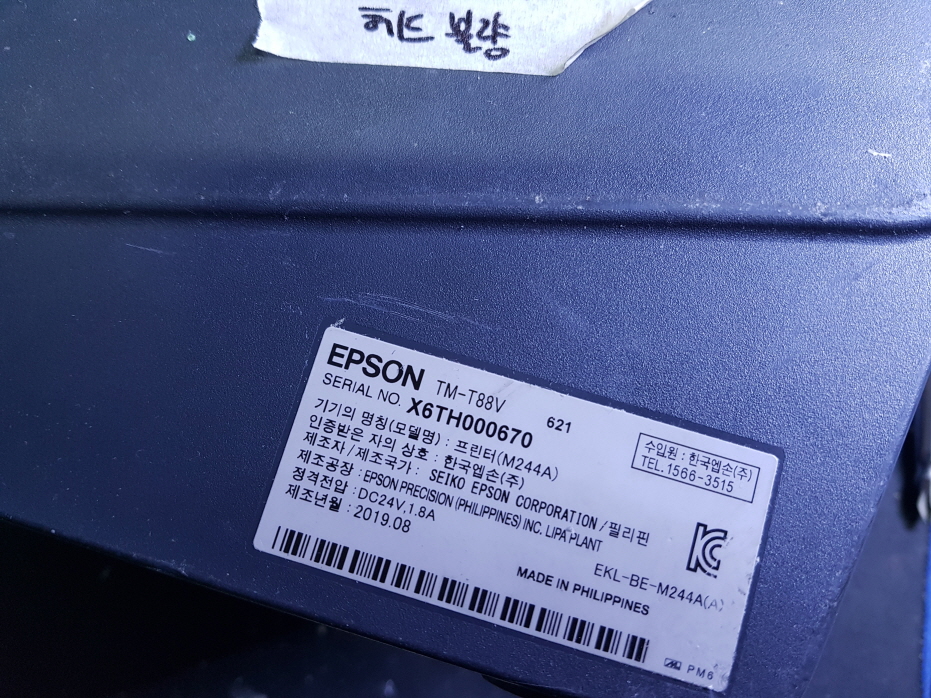 헤드 불량
EPSON TM-T88V 621
SERIAL NO. X6TH000670
기기의 명칭(모델명) : 프린터(M244A)
인증받은 자의 상호 : 한국엡손(주)
제조자/제조국가: SEIKO EPSON CORPORATION/필리핀
제조공장: EPSON PRECISION (PHILIPPINES) INC. LIPA PLANT
정격전압 : DC24V, 1.8A
제조년월 : 2019.08
수입원 : 한국엡손(주)
TEL.1566-3515
EKL-BE-M244A(A)
MADE IN PHILIPPINES
PM6